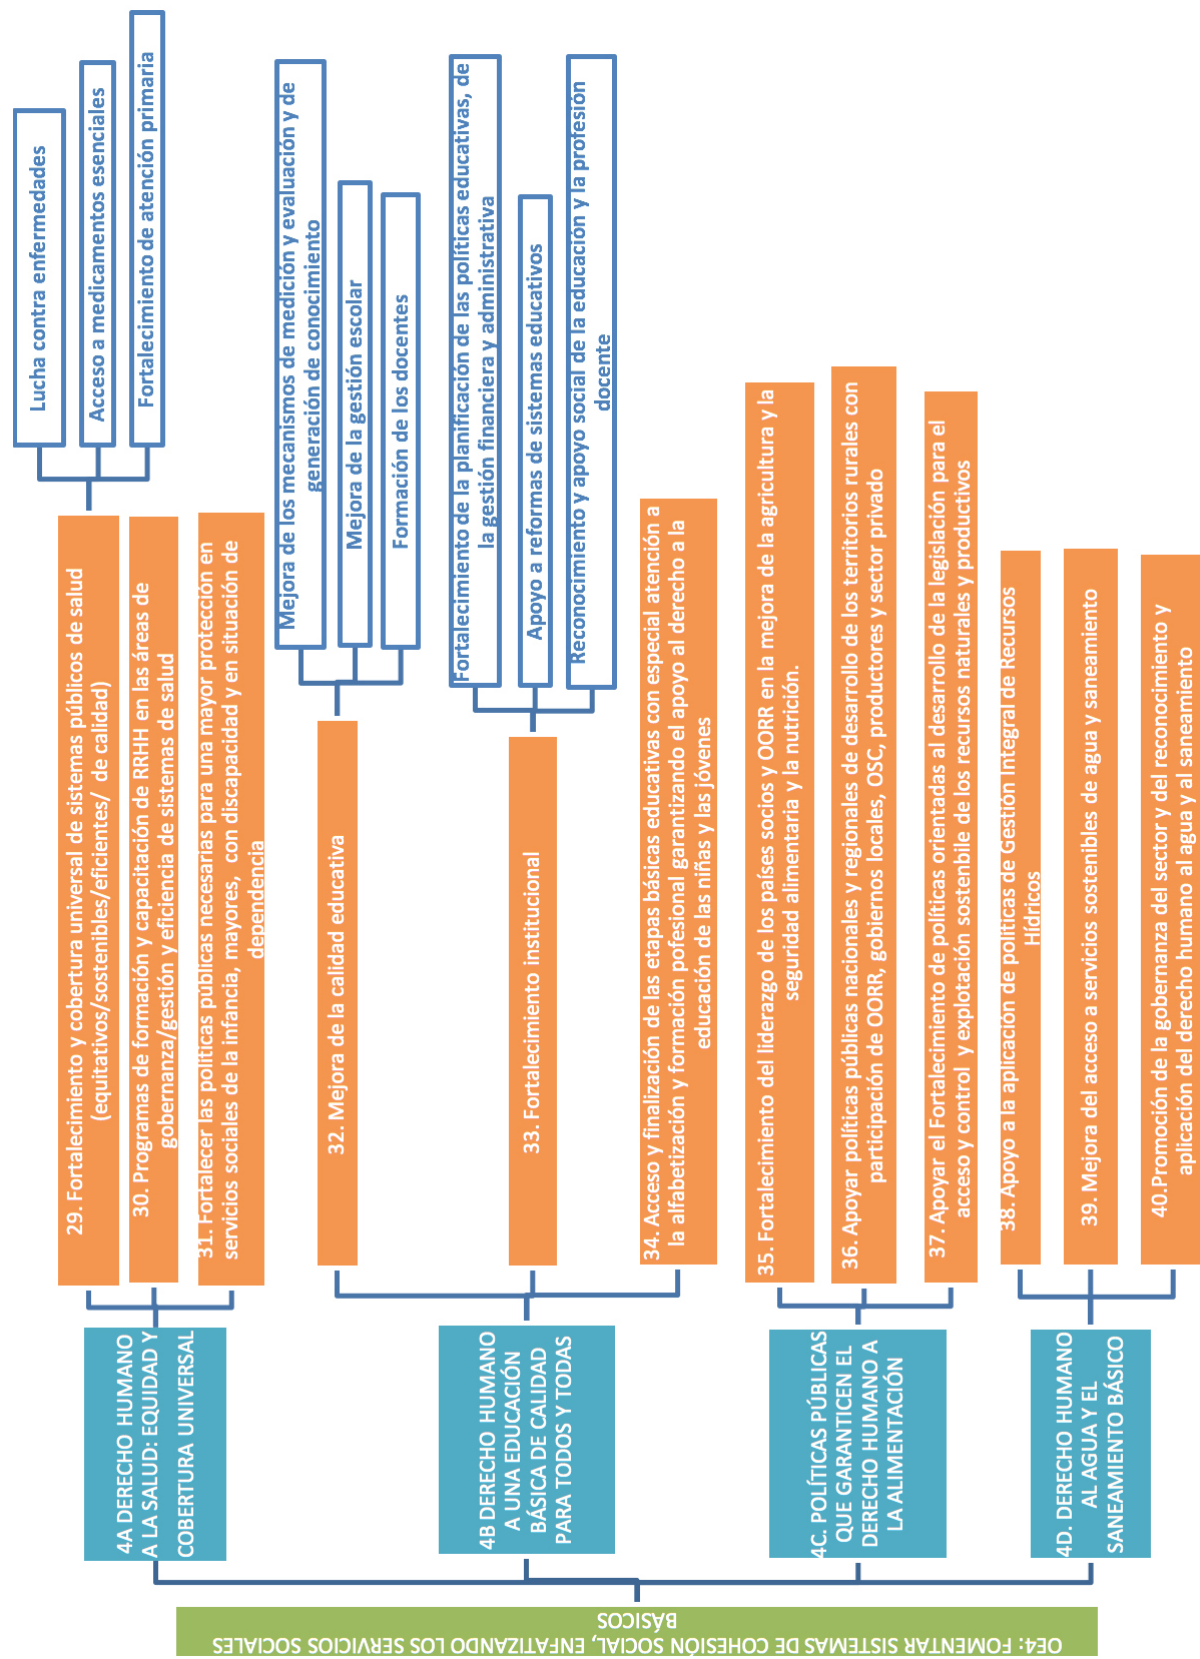 OE4: FOMENTAR SISTEMAS DE COHESIÓN SOCIAL, ENFATIZANDO LOS SERVICIOS SOCIALES
BÁSICOS
4A DERECHO HUMANO
A LA SALUD: EQUIDAD Y
COBERTURA UNIVERSAL
29. Fortalecimiento y cobertura universal de sistemas públicos de salud
(equitativos/sostenibles/eficientes/ de calidad)
Lucha contra enfermedades
Acceso a medicamentos esenciales
Fortalecimiento de atención primaria
30. Programas de formación y capacitación de RRHH en las áreas de
gobernanza/gestión y eficiencia de sistemas de salud
31. Fortalecer las políticas públicas necesarias para una mayor protección en
servicios sociales de la infancia, mayores, con discapacidad y en situación de
dependencia
4B DERECHO HUMANO
A UNA EDUCACIÓN
BÁSICA DE CALIDAD
PARA TODOS Y TODAS
32. Mejora de la calidad educativa
Mejora de los mecanismos de medición y evaluación y de
generación de conocimiento
Mejora de la gestión escolar
Formación de los docentes
33. Fortalecimiento institucional
Fortalecimiento de la planificación de las políticas educativas, de
la gestión financiera y administrativa
Apoyo a reformas de sistemas educativos
Reconocimiento y apoyo social de la educación y la profesión
docente
34. Acceso y finalización de las etapas básicas educativas con especial atención a
la alfabetización y formación pofesional garantizando el apoyo al derecho a la
educación de las niñas y las jóvenes
4C. POLÍTICAS PÚBLICAS
QUE GARANTICEN EL
DERECHO HUMANO A
LA ALIMENTACIÓN
35. Fortalecimiento del liderazgo de los países socios y OORR en la mejora de la agricultura y la
seguridad alimentaria y la nutrición.
36. Apoyar políticas públicas nacionales y regionales de desarrollo de los territorios rurales con
participación de OORR, gobiernos locales, OSC, productores y sector privado
37. Apoyar el Fortalecimiento de políticas orientadas al desarrollo de la legislación para el
acceso y control y explotación sostenbile de los recursos naturales y productivos
4D. DERECHO HUMANO
AL AGUA Y EL
SANEAMIENTO BÁSICO
38. Apoyo a la aplicación de políticas de Gestión Integral de Recursos
Hídricos
39. Mejora del acceso a servicios sostenibles de agua y saneamiento
40.Promoción de la gobernanza del sector y del reconocimiento y
aplicación del derecho humano al agua y al saneamiento